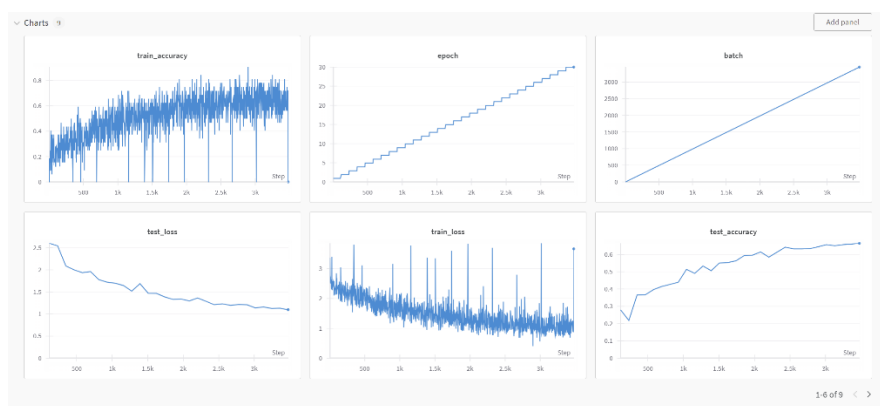 Charts 9
Add panel
train_accuracy
0.8
0.6
0.4
0.2
0
Step
500 1k 1.5k 2k 2.5k 3k
epoch
30
25
20
15
10
5
0
Step
500 1k 1.5k 2k 2.5k 3k
batch
3000
2500
2000
1500
1000
500
0
Step
500 1k 1.5k 2k 2.5k 3k
test_loss
2.5
2
1.5
1
0.5
0
Step
500 1k 1.5k 2k 2.5k 3k
train_loss
3
2
1
0
Step
500 1k 1.5k 2k 2.5k 3k
test_accuracy
0.6
0.5
0.4
0.3
0.2
0.1
0
Step
500 1k 1.5k 2k 2.5k 3k
1-6 of 9